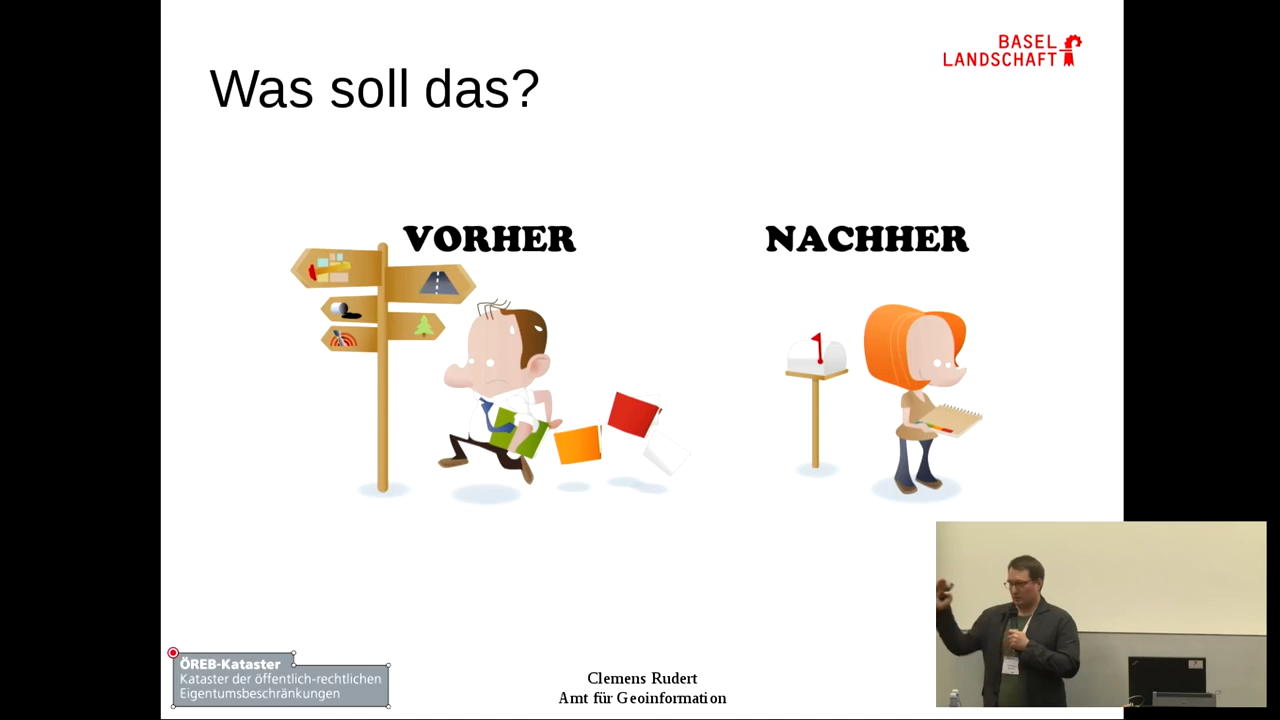 BASEL
LANDSCHAFT
Was soll das?
VORHER
NACHHER
ÖREB-Kataster
Kataster der öffentlich-rechtlichen
Eigentumsbeschränkungen
Clemens Rudert
Amt für Geoinformation